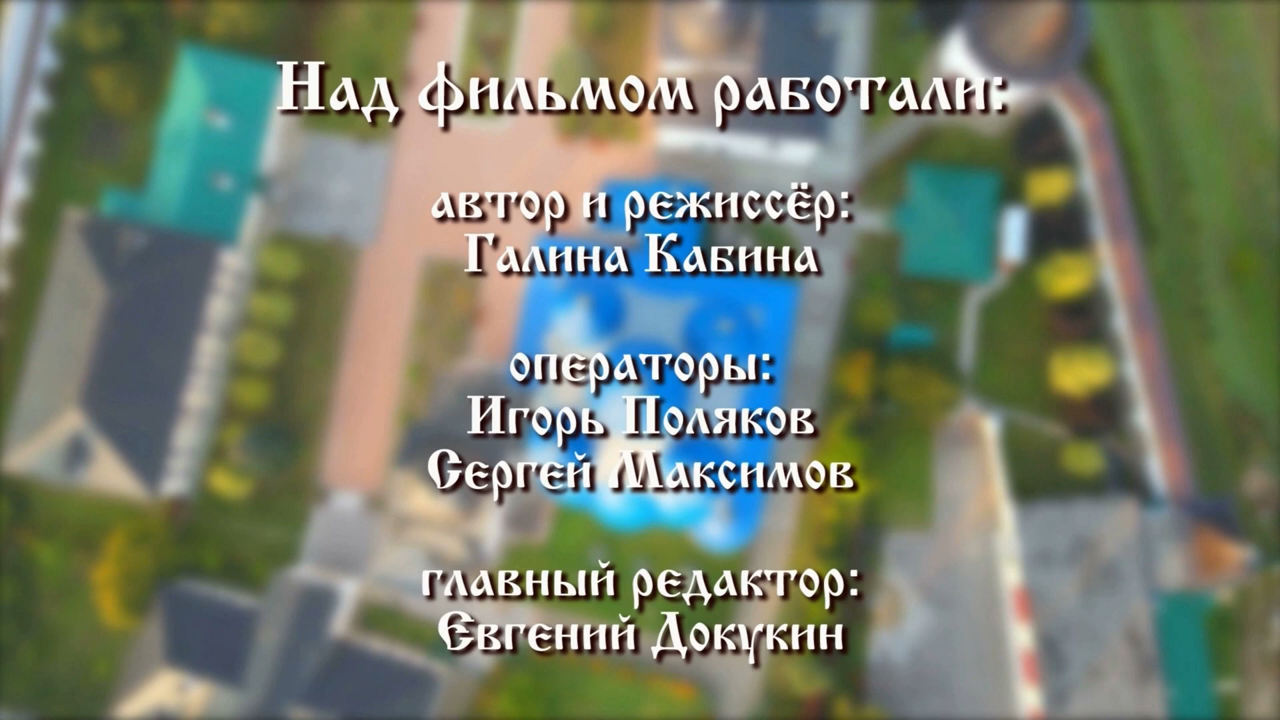 Над фильмом работали:
автор и режиссёр:
Галина Кабина
операторы:
Игорь Поляков
Сергей Максимов
главный редактор:
Евгений Докукин